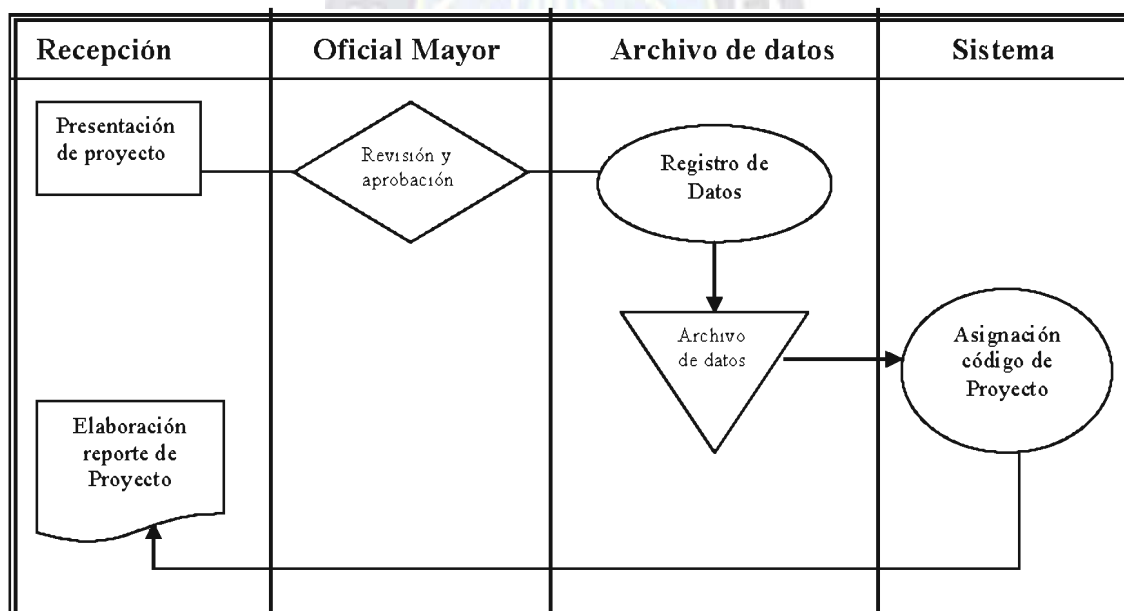 Recepción
Oficial Mayor
Archivo de datos
Sistema
Presentación
de proyecto
Revisión y
aprobación
Registro de
Datos
Archivo
de datos
Asignación
código de
Proyecto
Elaboración
reporte de
Proyecto